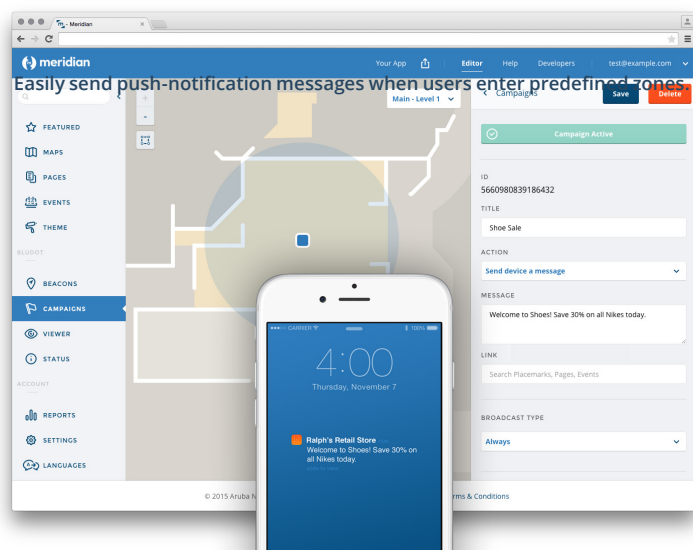 Meridian
meridian
Your App
Editor
Help
Developers
test@example.com
Easily send push-notification messages when users enter predefined zones.
Main - Level 1
Campaigns
Save
Delete
FEATURED
MAPS
PAGES
EVENTS
THEME
BLUDOT
BEACONS
CAMPAIGNS
VIEWER
STATUS
ACCOUNT
REPORTS
SETTINGS
LANGUAGES
Campaign Active
ID
5660980839186432
TITLE
Shoe Sale
ACTION
Send device a message
MESSAGE
Welcome to Shoes! Save 30% on all Nikes today.
LINK
Search Placemarks, Pages, Events
BROADCAST TYPE
Always
CARRER
100%
4:00
Thursday, November 7
Ralph's Retail Store
Welcome to Shoes! Save 30% on
all Nikes today.
© 2015 Aruba N
rms & Conditions